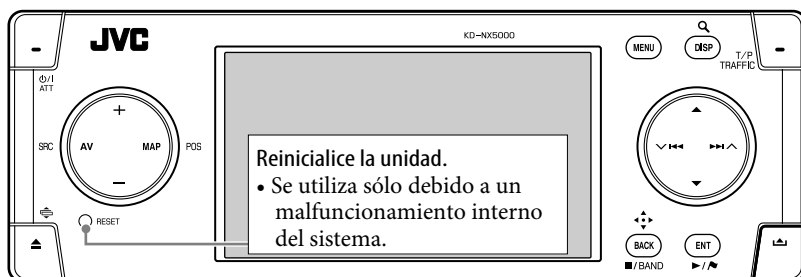 JVC
KD-NX5000
MENU
DISP
T/P
TRAFFIC
⏻/I
ATT
+
SRC
AV
MAP
POS
–
RESET
Reinicialice la unidad.
• Se utiliza sólo debido a un
malfuncionamiento interno
del sistema.
BACK
ENT
■/BAND